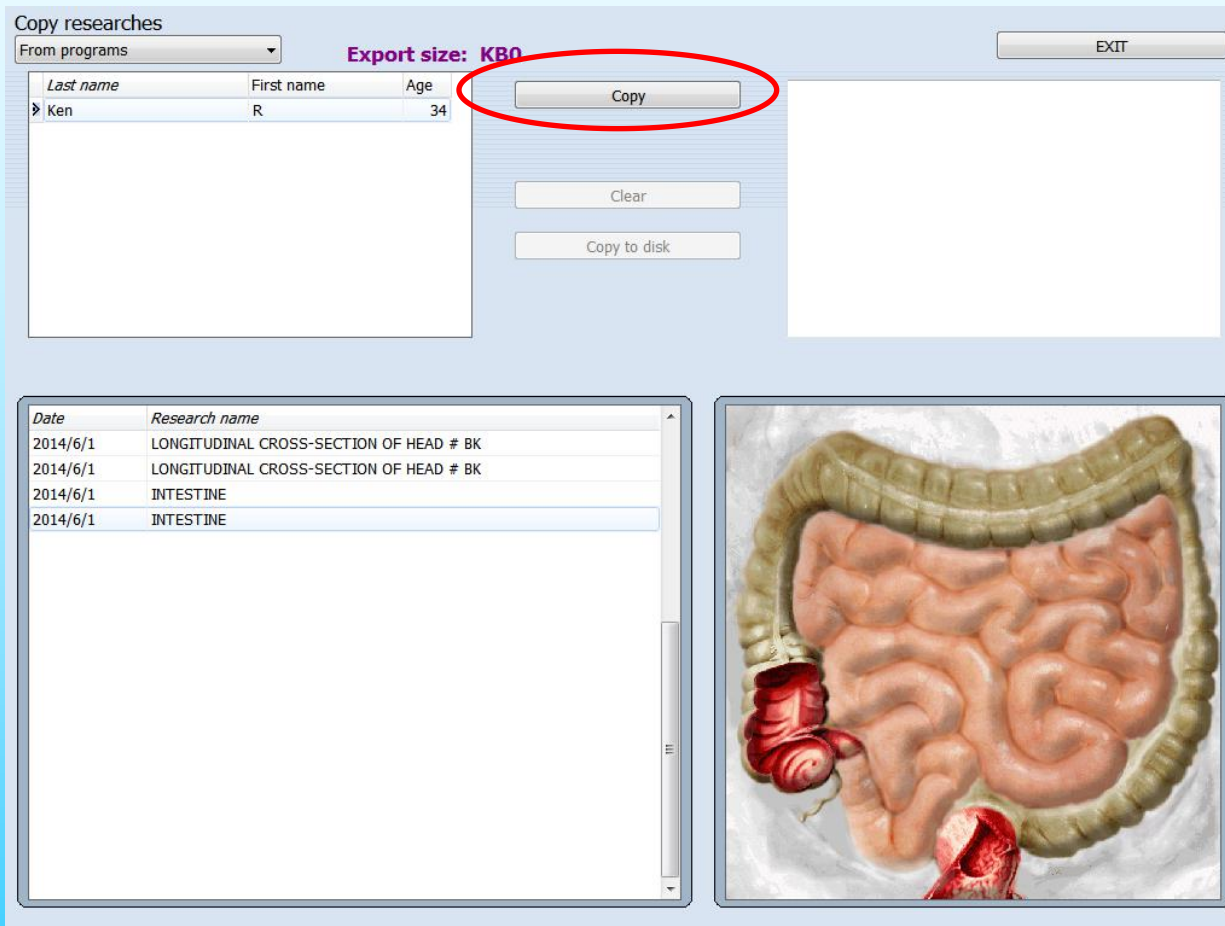 Copy researches
From programs
Export size: KB0
EXIT
Last name First name Age
Ken R 34
Copy
Clear
Copy to disk
Date Research name
2014/6/1 LONGITUDINAL CROSS-SECTION OF HEAD # BK
2014/6/1 LONGITUDINAL CROSS-SECTION OF HEAD # BK
2014/6/1 INTESTINE
2014/6/1 INTESTINE